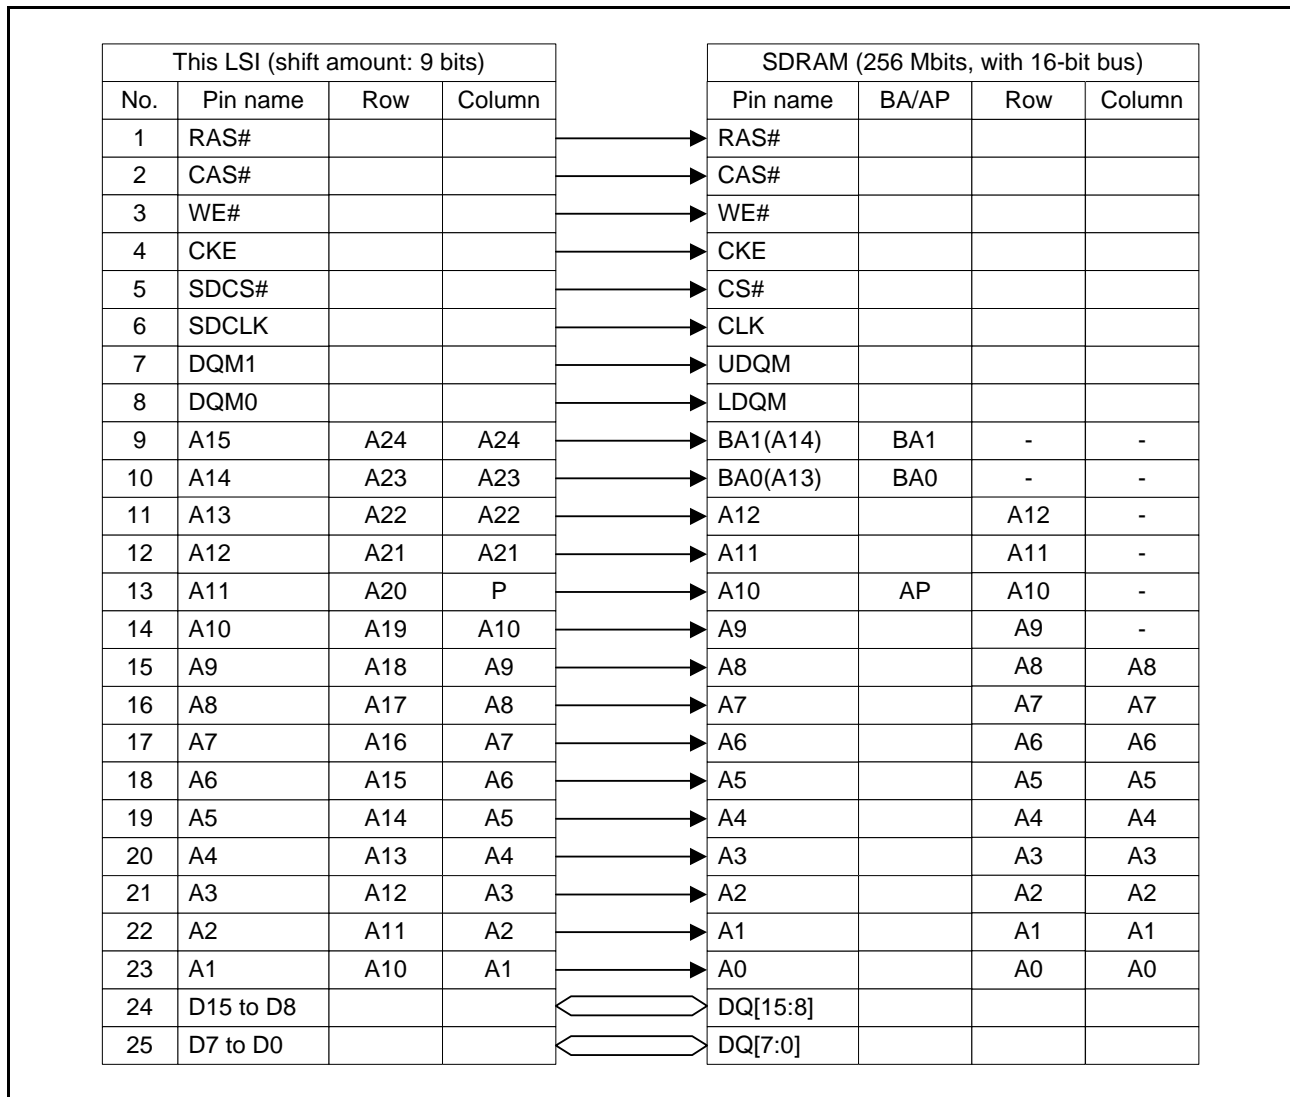 This LSI (shift amount: 9 bits) SDRAM (256 Mbits, with 16-bit bus)
No. Pin name Row Column Pin name BA/AP Row Column
1 RAS# RAS#
2 CAS# CAS#
3 WE# WE#
4 CKE CKE
5 SDCS# CS#
6 SDCLK CLK
7 DQM1 UDQM
8 DQM0 LDQM
9 A15 A24 A24 BA1(A14) BA1 - -
10 A14 A23 A23 BA0(A13) BA0 - -
11 A13 A22 A22 A12 A12 -
12 A12 A21 A21 A11 A11 -
13 A11 A20 P A10 AP A10 -
14 A10 A19 A10 A9 A9 -
15 A9 A18 A9 A8 A8 A8
16 A8 A17 A8 A7 A7 A7
17 A7 A16 A7 A6 A6 A6
18 A6 A15 A6 A5 A5 A5
19 A5 A14 A5 A4 A4 A4
20 A4 A13 A4 A3 A3 A3
21 A3 A12 A3 A2 A2 A2
22 A2 A11 A2 A1 A1 A1
23 A1 A10 A1 A0 A0 A0
24 D15 to D8 DQ[15:8]
25 D7 to D0 DQ[7:0]